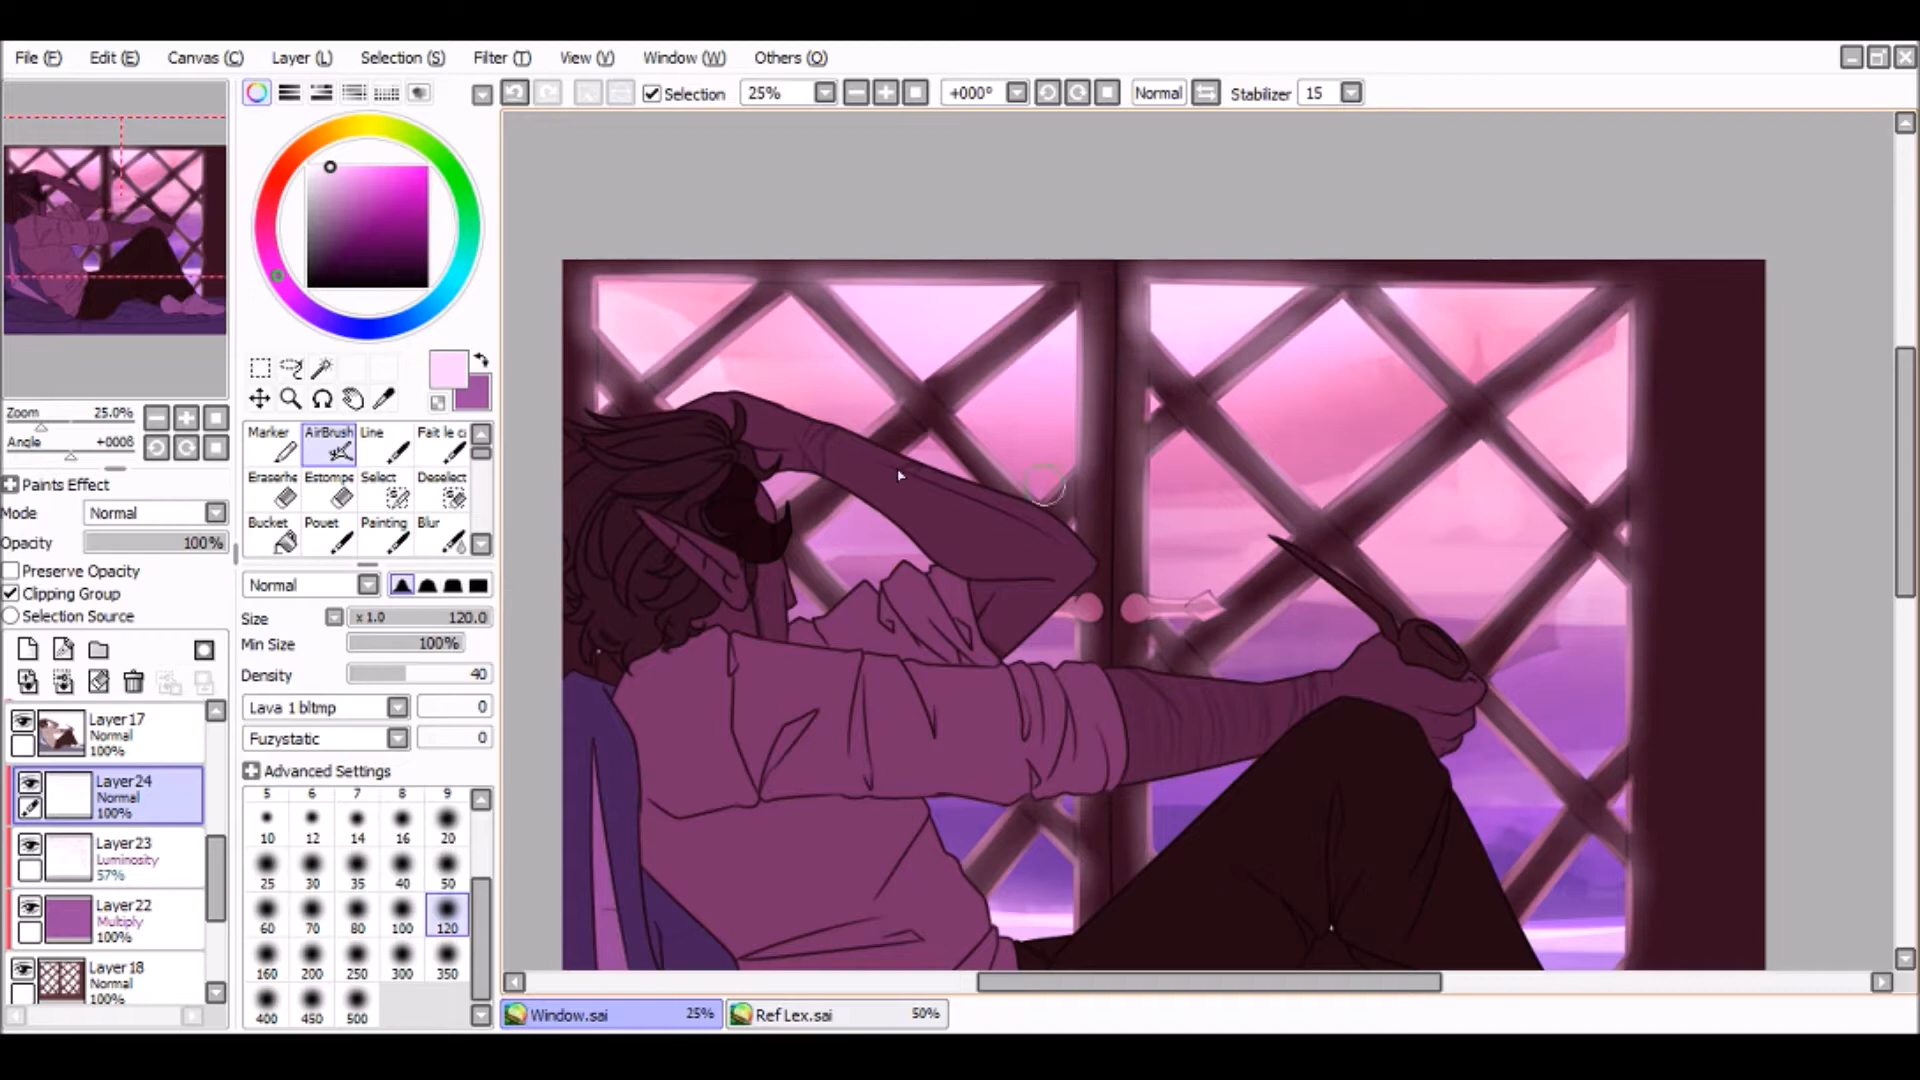 File (F) Edit (E) Canvas (C) Layer (L) Selection (S) Filter (T) View (V) Window (W) Others (O)
Selection 25% +000° Normal Stabilizer 15
Zoom 25.0%
Angle +000ß
Paints Effect
Mode Normal
Opacity 100%
Preserve Opacity
Clipping Group
Selection Source
Layer17
Normal
100%
Layer24
Normal
100%
Layer23
Luminosity
57%
Layer22
Multiply
100%
Layer18
Normal
100%
Marker AirBrush Line Fait le ci
Eraserhe Estompe Select Deselect
Bucket Pouet Painting Blur
Normal
Size x 1.0 120.0
Min Size 100%
Density 40
Lava 1 bltmp 0
Fuzystatic 0
Advanced Settings
5 6 7 8 9
10 12 14 16 20
25 30 35 40 50
60 70 80 100 120
160 200 250 300 350
400 450 500
Window.sai 25% Ref Lex.sai 50%